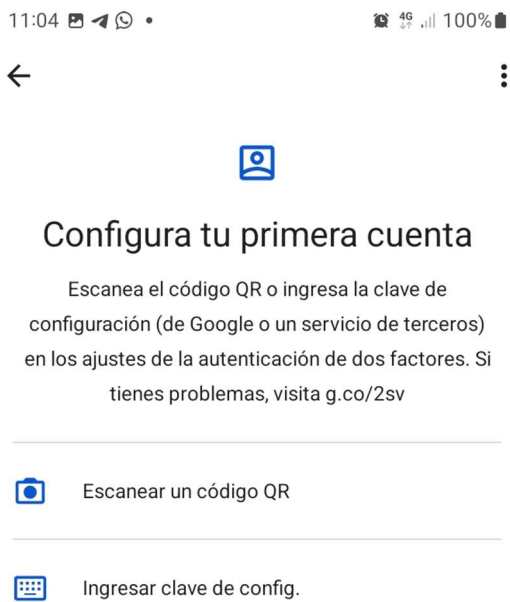 11:04 4G 100%
Configura tu primera cuenta
Escanea el código QR o ingresa la clave de
configuración (de Google o un servicio de terceros)
en los ajustes de la autenticación de dos factores. Si
tienes problemas, visita g.co/2sv
Escanear un código QR
Ingresar clave de config.